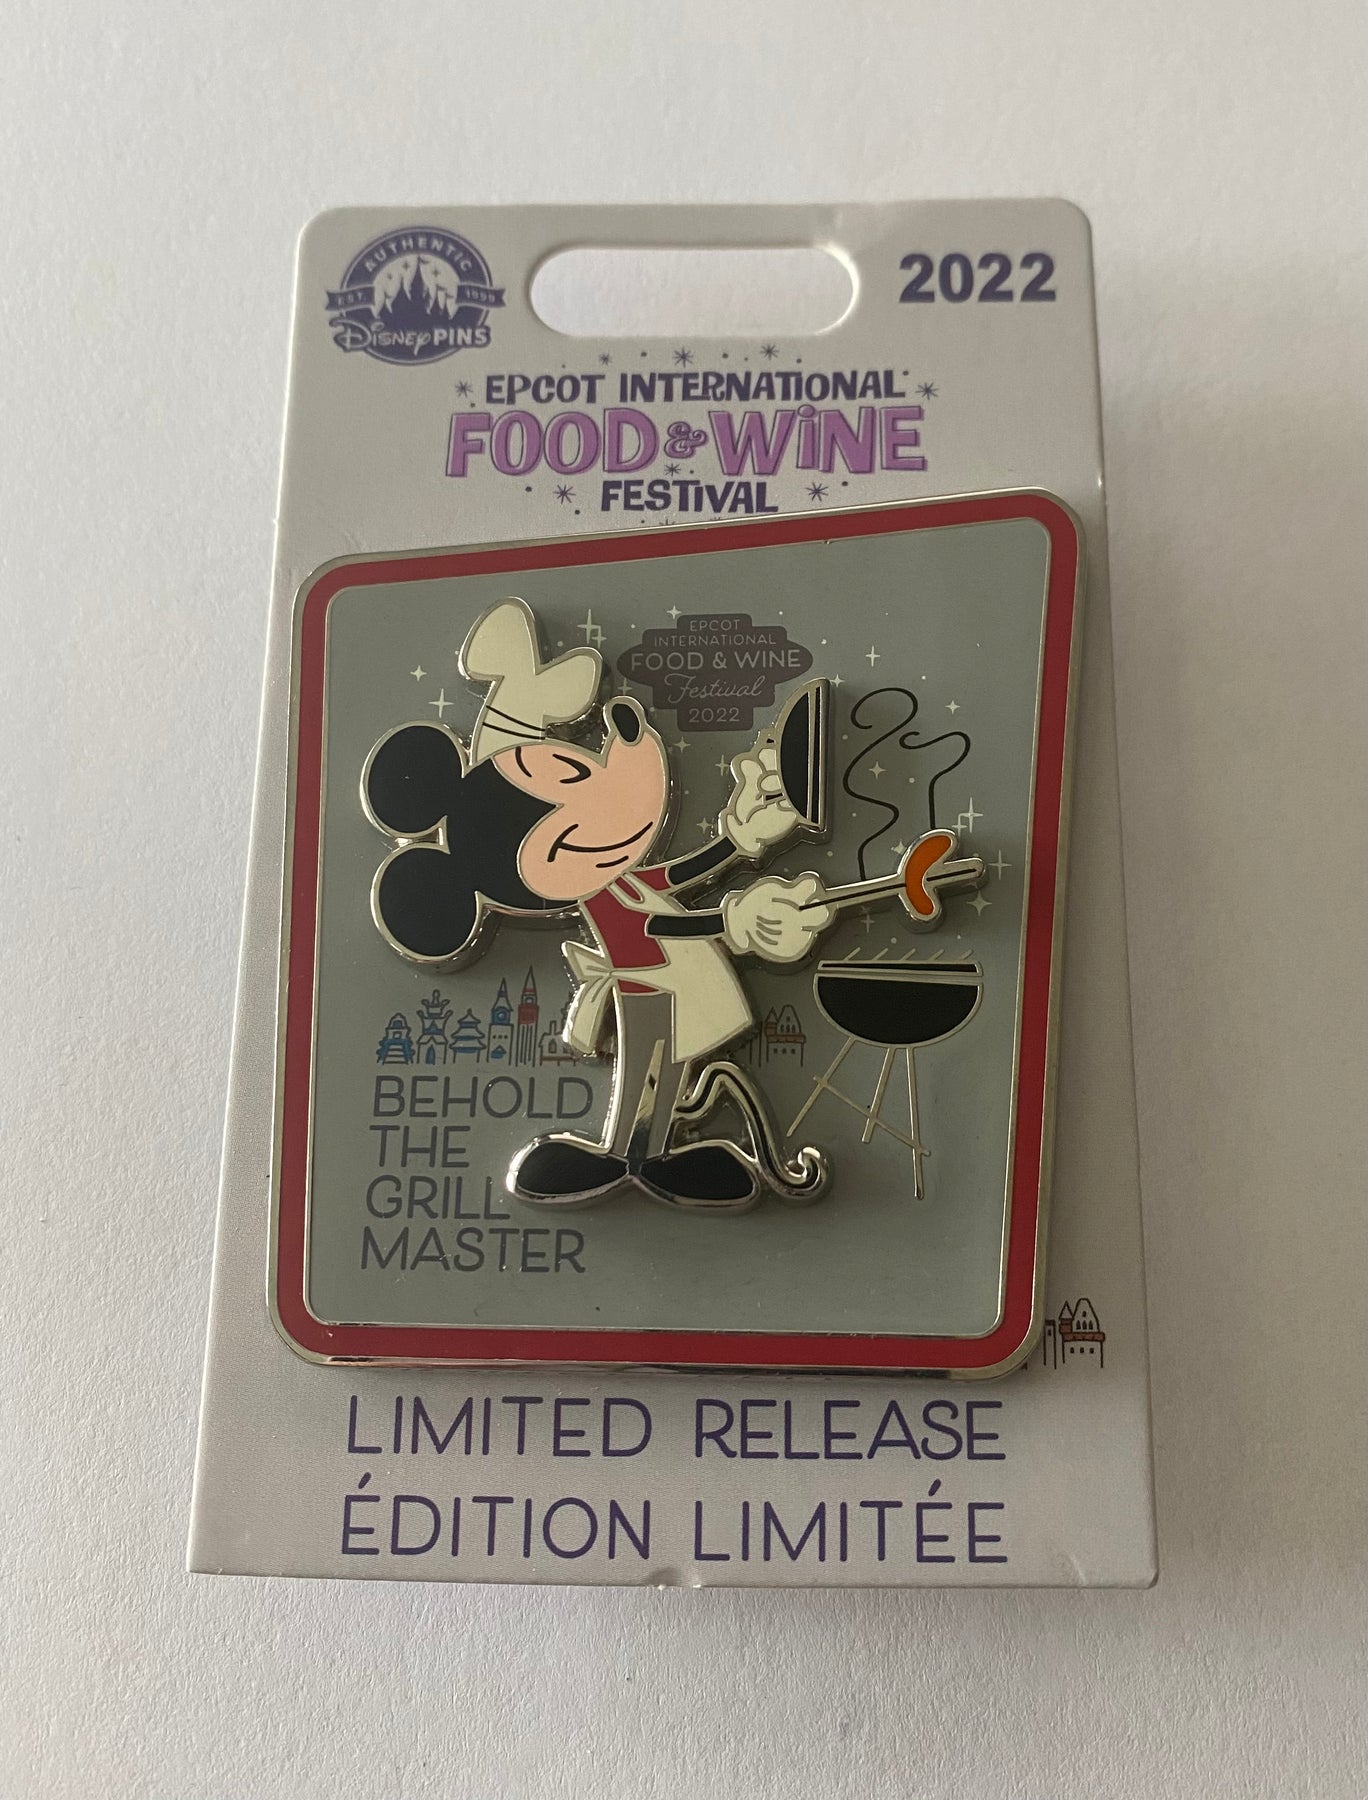 AUTHENTIC
EST. 1999
DISNEY PINS
2022
EPCOT INTERNATIONAL
FOOD & WINE
FESTIVAL
EPCOT
INTERNATIONAL
FOOD & WINE
Festival
2022
BEHOLD
THE
GRILL
MASTER
LIMITED RELEASE
ÉDITION LIMITÉE